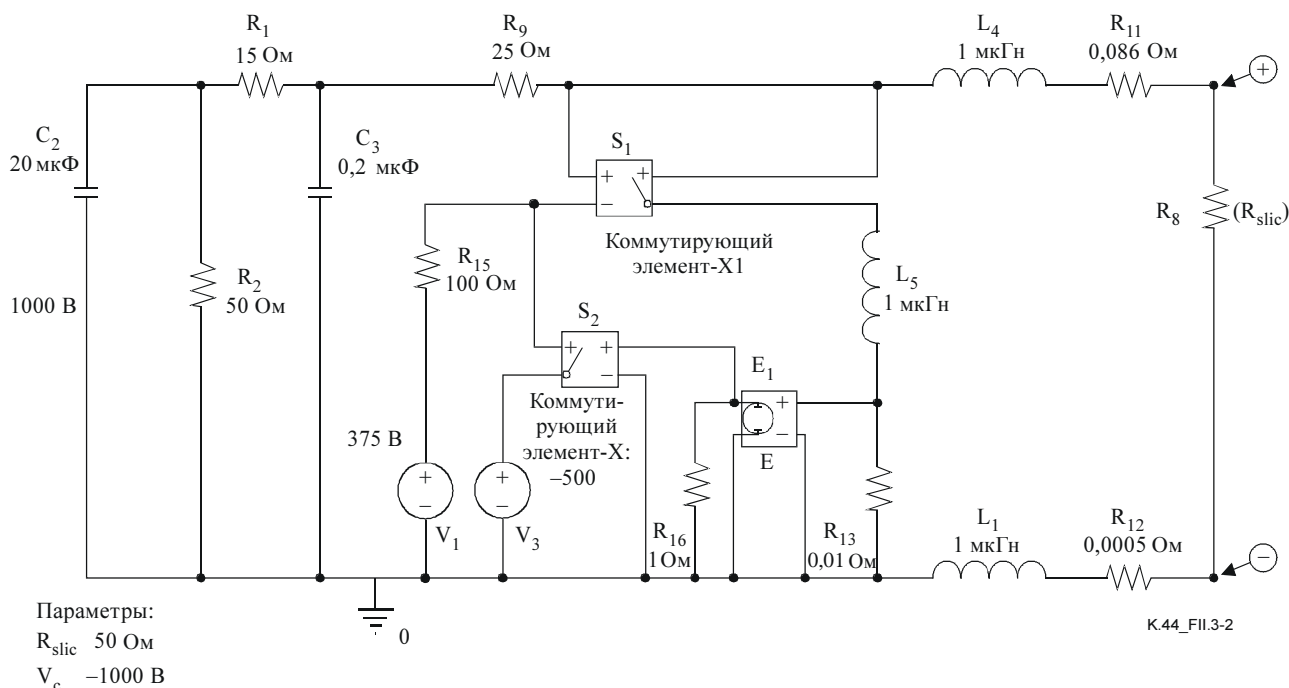 R1
15 Ом
R9
25 Ом
L4
1 мкГн
R11
0,086 Ом
+
C2
20 мкФ
C3
0,2 мкФ
S1
+
+
−
R8
(Rslic)
Коммутирующий
элемент-X1
R15
100 Ом
R2
50 Ом
L5
1 мкГн
1000 В
S2
+
+
−
E1
+
−
E
Коммути-
рующий
элемент-X:
−500
375 В
+
−
V1
+
−
V3
R16
1 Ом
R13
0,01 Ом
L1
1 мкГн
R12
0,0005 Ом
−
0
Параметры:
Rslic 50 Ом
Vc −1000 В
K.44_FII.3-2